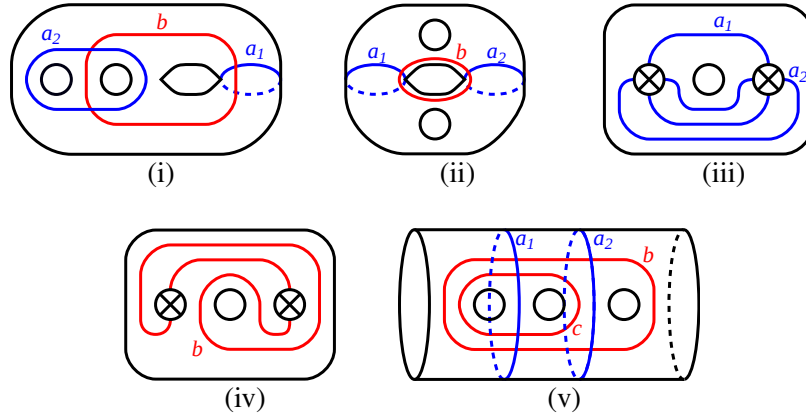 a₂ b a₁
a₁ b a₂
a₁
a₂
(i) (ii) (iii)
a₁ a₂ b
b c
(iv) (v)